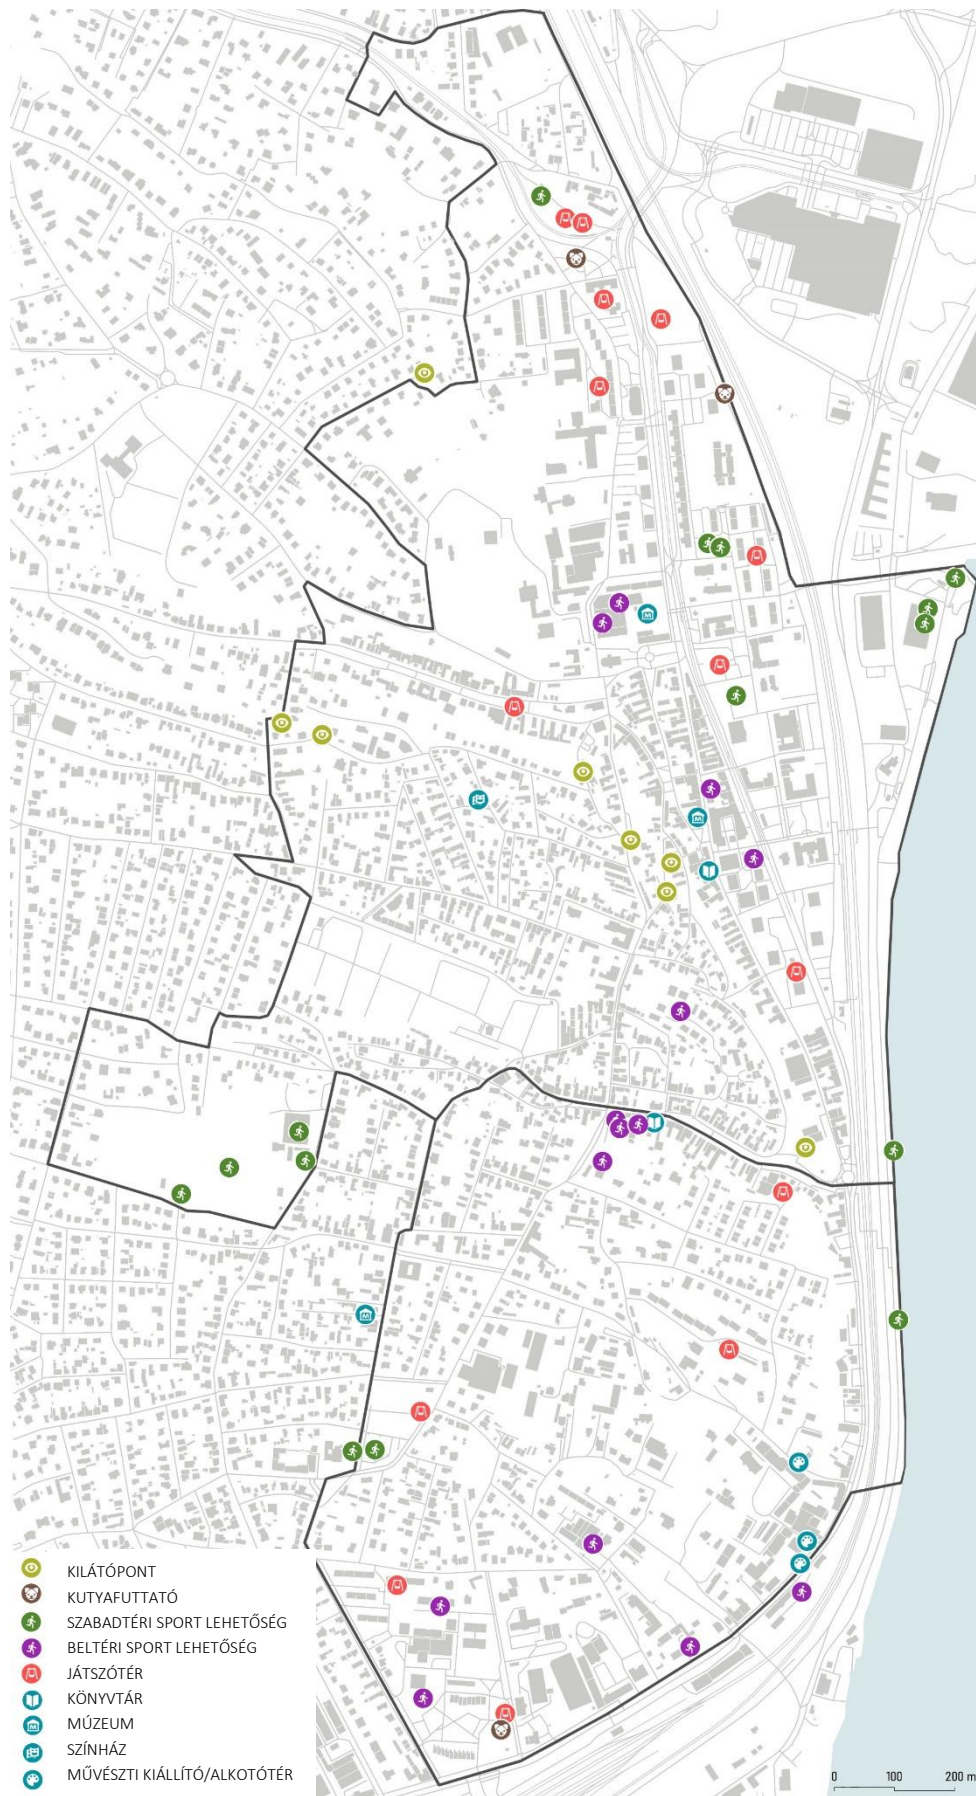 KILÁTÓPONT
KUTYAFUTTATÓ
SZABADTÉRI SPORT LEHETŐSÉG
BELTÉRI SPORT LEHETŐSÉG
JÁTSZÓTÉR
KÖNYVTÁR
MÚZEUM
SZÍNHÁZ
MŰVÉSZTI KIÁLLÍTÓ/ALKOTÓTÉR
0 100 200 m